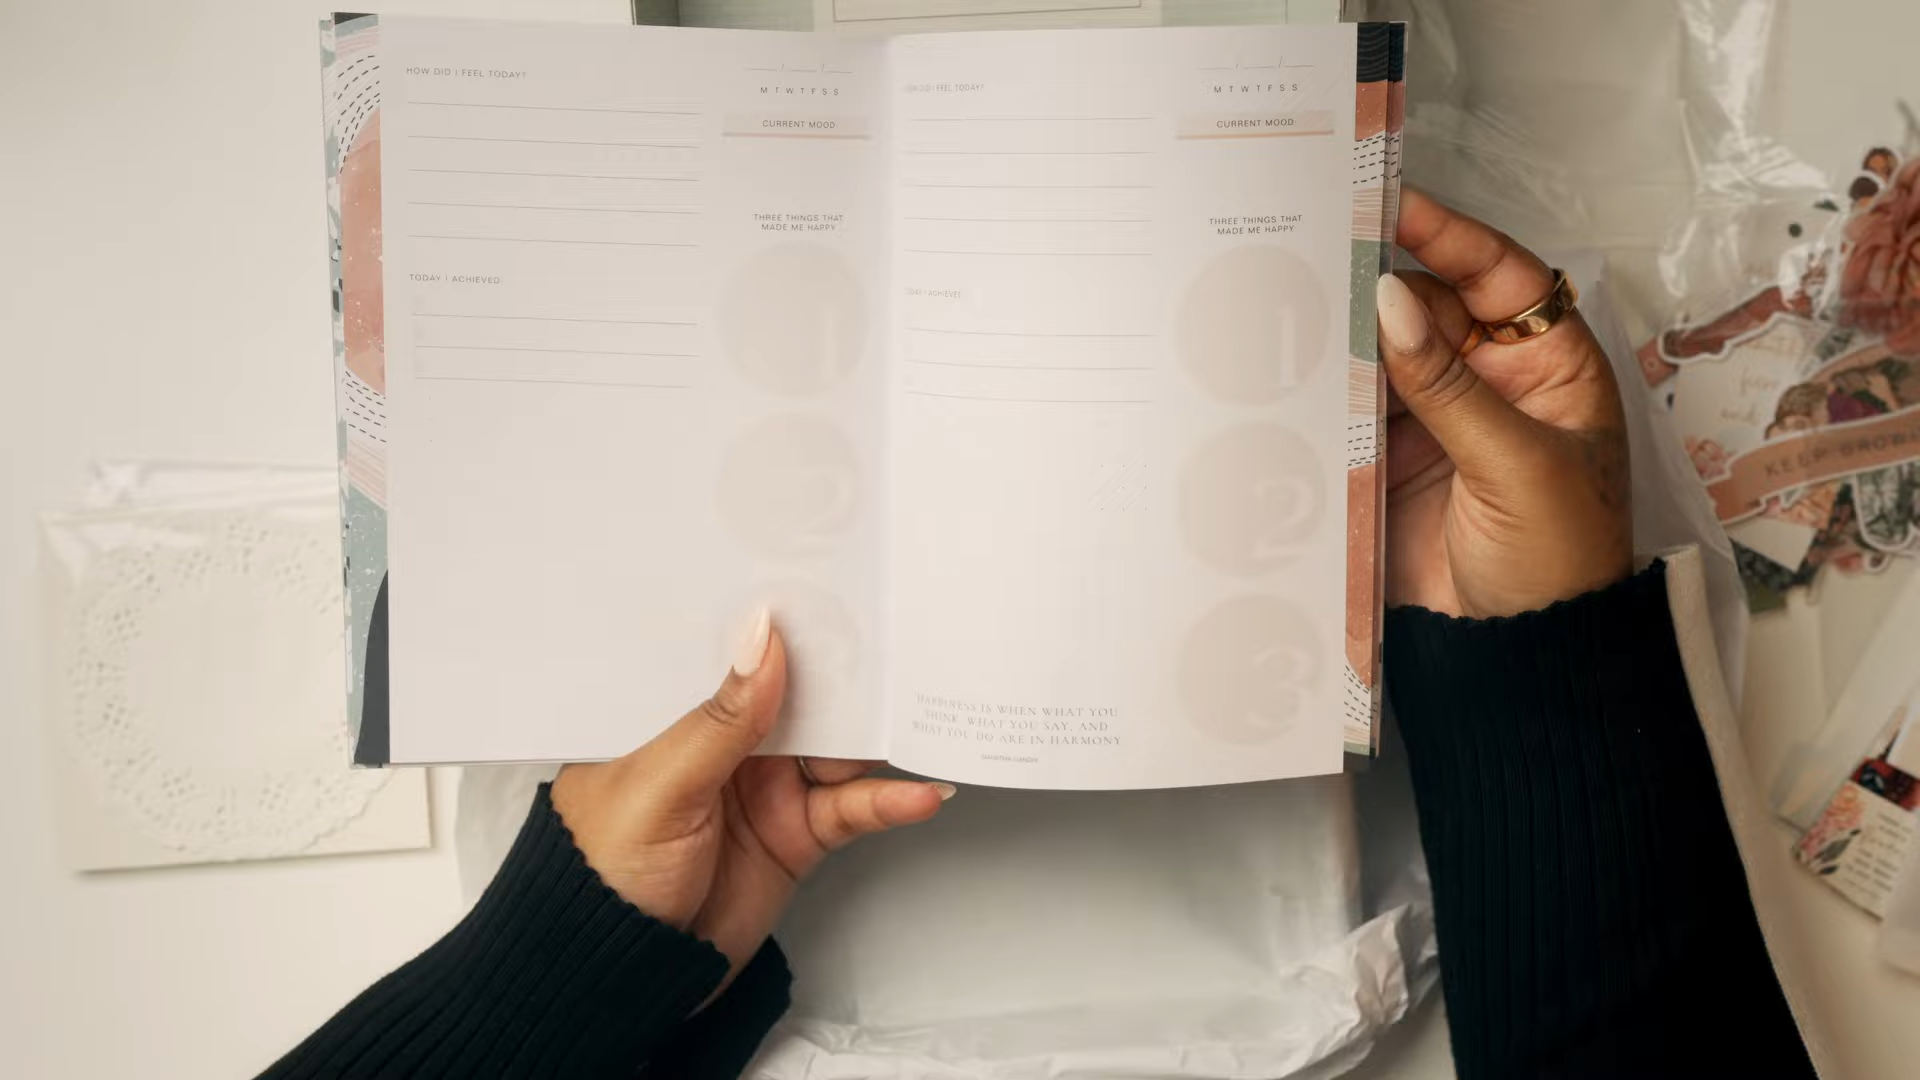 HOW DID I FEEL TODAY?
M T W T F S S
CURRENT MOOD:
THREE THINGS THAT
MADE ME HAPPY
1
2
3
TODAY I ACHIEVED:
HOW DID I FEEL TODAY?
M T W T F S S
CURRENT MOOD:
THREE THINGS THAT
MADE ME HAPPY
1
2
3
TODAY I ACHIEVED:
HAPPINESS IS WHEN WHAT YOU
THINK, WHAT YOU SAY, AND
WHAT YOU DO ARE IN HARMONY
KEEP GROWIN